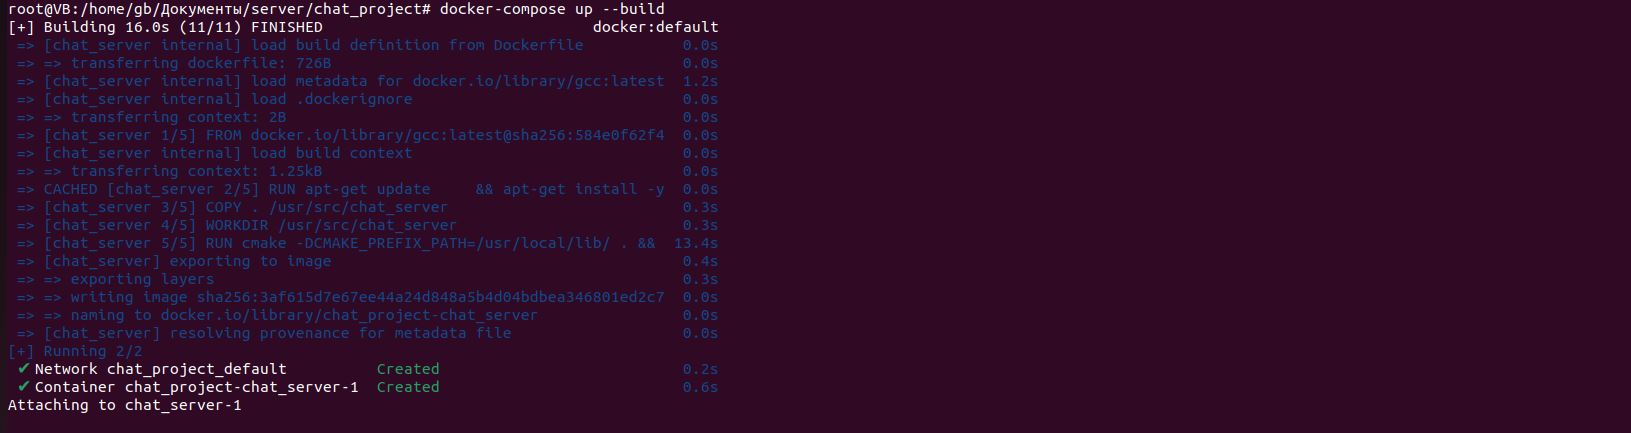 root@VB:/home/gb/Документы/server/chat_project# docker-compose up --build
[+] Building 16.0s (11/11) FINISHED docker:default
=> [chat_server internal] load build definition from Dockerfile 0.0s
=> => transferring dockerfile: 726B 0.0s
=> [chat_server internal] load metadata for docker.io/library/gcc:latest 1.2s
=> [chat_server internal] load .dockerignore 0.0s
=> => transferring context: 2B 0.0s
=> [chat_server 1/5] FROM docker.io/library/gcc:latest@sha256:584e0f62f4 0.0s
=> [chat_server internal] load build context 0.0s
=> => transferring context: 1.25kB 0.0s
=> CACHED [chat_server 2/5] RUN apt-get update && apt-get install -y 0.0s
=> [chat_server 3/5] COPY . /usr/src/chat_server 0.3s
=> [chat_server 4/5] WORKDIR /usr/src/chat_server 0.3s
=> [chat_server 5/5] RUN cmake -DCMAKE_PREFIX_PATH=/usr/local/lib/ . && 13.4s
=> [chat_server] exporting to image 0.4s
=> => exporting layers 0.3s
=> => writing image sha256:3af615d7e67ee44a24d848a5b4d04bdbea346801ed2c7 0.0s
=> => naming to docker.io/library/chat_project-chat_server 0.0s
=> [chat_server] resolving provenance for metadata file 0.0s
[+] Running 2/2
✔ Network chat_project_default Created 0.2s
✔ Container chat_project-chat_server-1 Created 0.6s
Attaching to chat_server-1